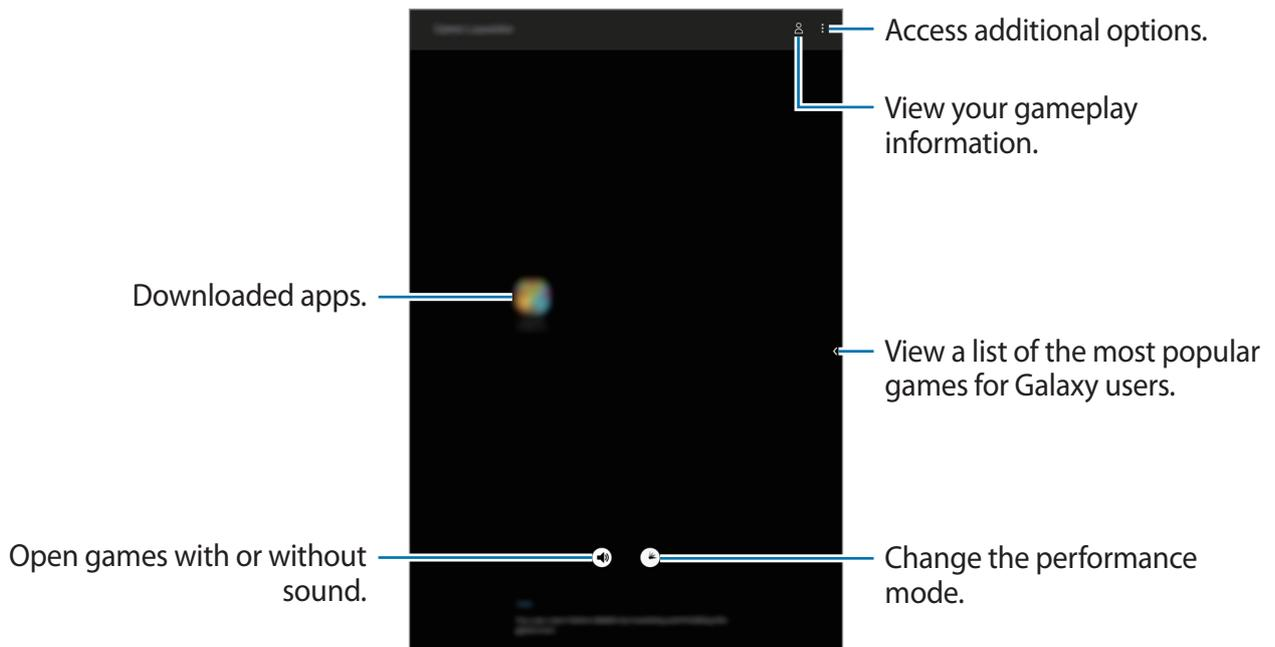 Access additional options.
View your gameplay
information.
Downloaded apps.
View a list of the most popular
games for Galaxy users.
Open games with or without
sound.
Change the performance
mode.